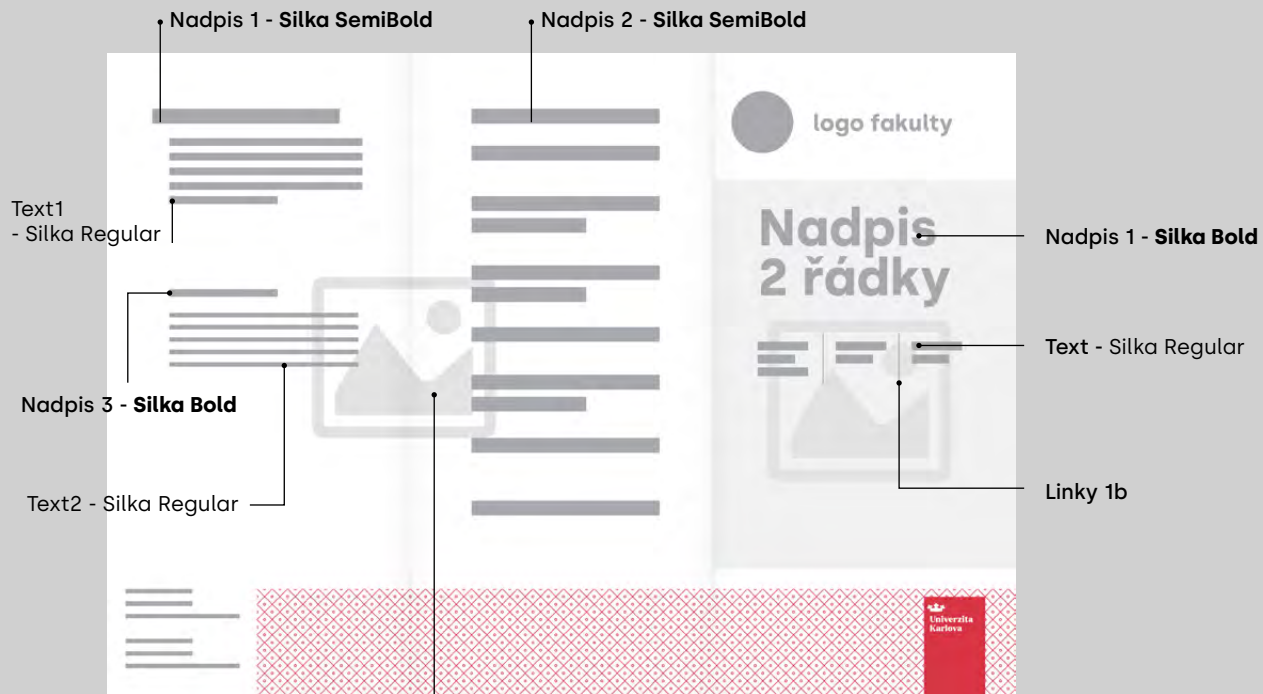 Nadpis 1 - Silka SemiBold
Nadpis 2 - Silka SemiBold
logo fakulty
Text1
- Silka Regular
Nadpis
2 řádky
Nadpis 1 - Silka Bold
Text - Silka Regular
Nadpis 3 - Silka Bold
Linky 1b
Text2 - Silka Regular
Univerzita
Karlova